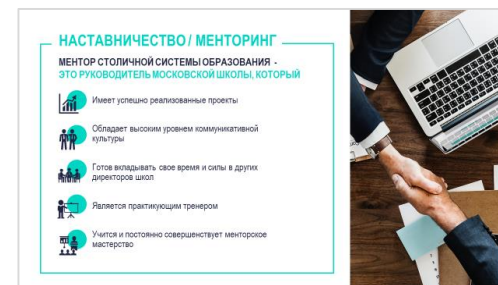 НАСТАВНИЧЕСТВО / МЕНТОРИНГ
МЕНТОР СТОЛИЧНОЙ СИСТЕМЫ ОБРАЗОВАНИЯ -
ЭТО РУКОВОДИТЕЛЬ МОСКОВСКОЙ ШКОЛЫ, КОТОРЫЙ
Имеет успешно реализованные проекты
Обладает высоким уровнем коммуникативной
культуры
Готов вкладывать свое время и силы в других
директоров школ
Является практикующим тренером
Учится и постоянно совершенствует менторское
мастерство